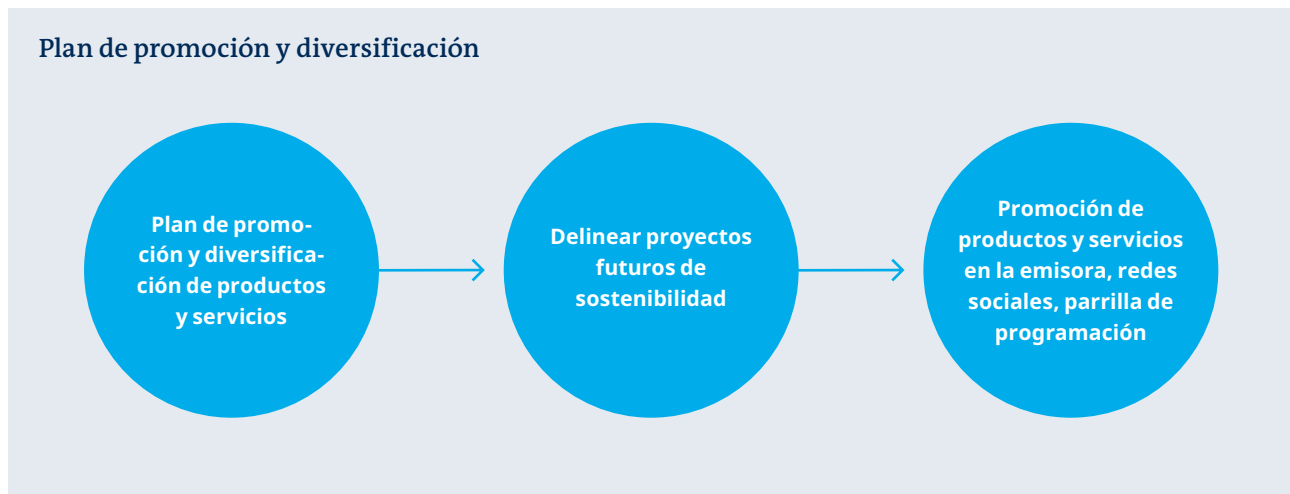 Plan de promoción y diversificación
Plan de promo-
ción y diversifica-
ción de productos
y servicios
Delinear proyectos
futuros de
sostenibilidad
Promoción de
productos y servicios
en la emisora, redes
sociales, parrilla de
programación